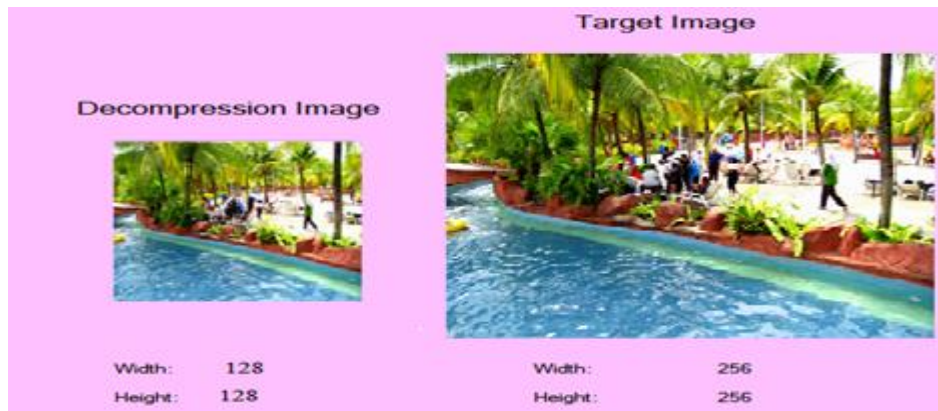 Target Image
Decompression Image
Width: 128
Height: 128
Width: 256
Height: 256